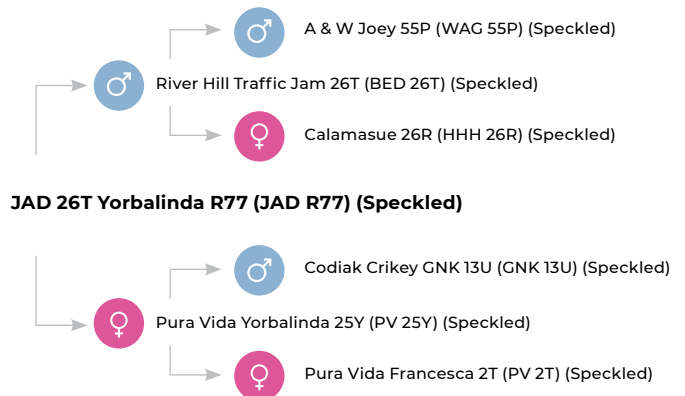 A & W Joey 55P (WAG 55P) (Speckled)
River Hill Traffic Jam 26T (BED 26T) (Speckled)
Calamasue 26R (HHH 26R) (Speckled)
JAD 26T Yorbalinda R77 (JAD R77) (Speckled)
Codiak Crikey GNK 13U (GNK 13U) (Speckled)
Pura Vida Yorbalinda 25Y (PV 25Y) (Speckled)
Pura Vida Francesca 2T (PV 2T) (Speckled)